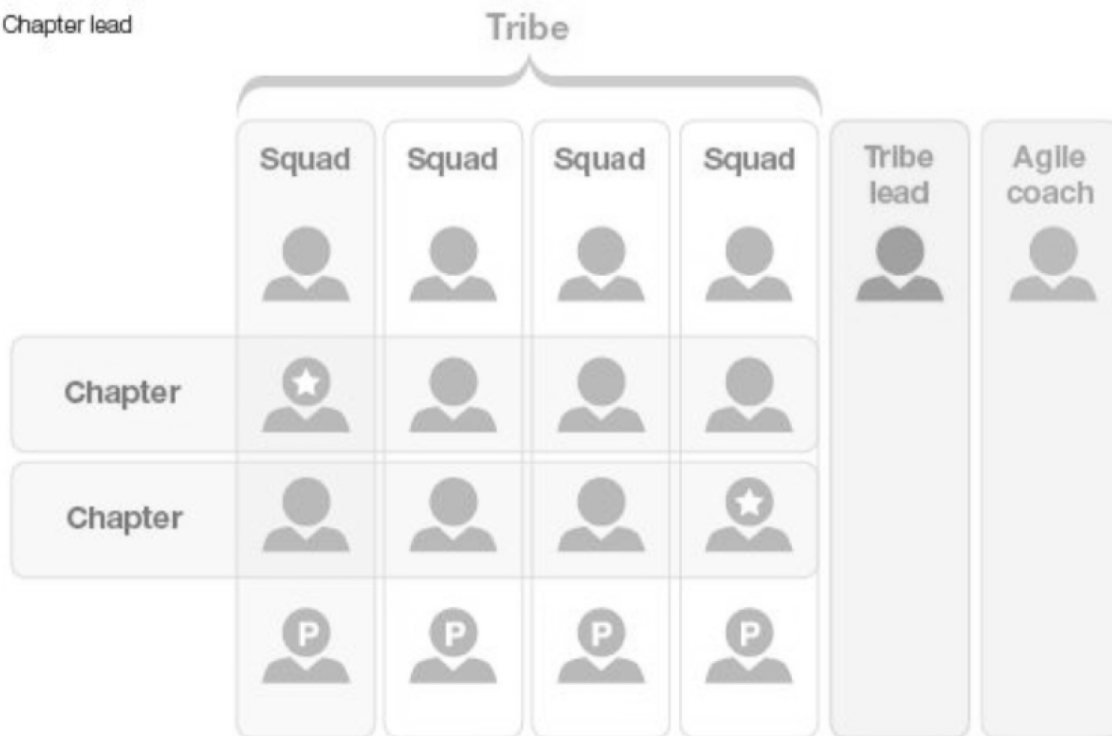 Chapter lead
Tribe
Squad
Squad
Squad
Squad
Tribe
lead
Agile
coach
Chapter
Chapter
P
P
P
P